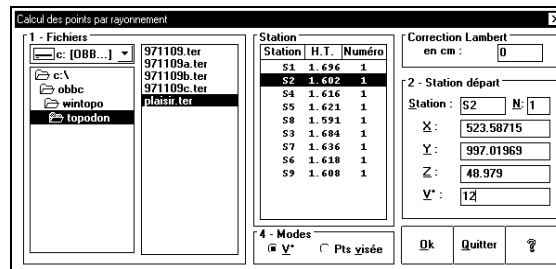 Calcul des points par rayonnement
1 - Fichiers
c: [OBB...]
c:\
obbc
wintopo
topodon
971109.ter
971109a.ter
971109b.ter
971109c.ter
plaisir.ter
Station
Station H.T. Numéro
S1 1.696 1
S2 1.602 1
S4 1.616 1
S5 1.621 1
S8 1.591 1
S3 1.684 1
S7 1.636 1
S6 1.618 1
S9 1.608 1
4 - Modes
V° Pts visée
Correction Lambert
en cm : 0
2 - Station départ
Station : S2 N: 1
X : 523.58715
Y : 997.01969
Z : 48.979
V° : 12
Ok Quitter ?